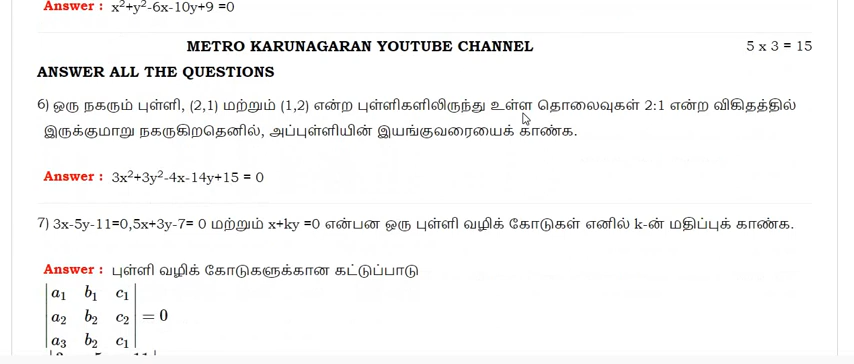 Answer : x²+y²-6x-10y+9 =0
METRO KARUNAGARAN YOUTUBE CHANNEL 5 x 3 = 15
ANSWER ALL THE QUESTIONS
6) ஒரு நகரும் புள்ளி, (2,1) மற்றும் (1,2) என்ற புள்ளிகளிலிருந்து உள்ள தொலைவுகள் 2:1 என்ற விகிதத்தில்
இருக்குமாறு நகருகிறதெனில், அப்புள்ளியின் இயங்குவரையைக் காண்க.
Answer : 3x²+3y²-4x-14y+15 = 0
7) 3x-5y-11=0,5x+3y-7= 0 மற்றும் x+ky =0 என்பன ஒரு புள்ளி வழிக் கோடுகள் எனில் k-ன் மதிப்புக் காண்க.
Answer : புள்ளி வழிக் கோடுகளுக்கான கட்டுப்பாடு
|a₁ b₁ c₁|
|a₂ b₂ c₂| = 0
|a₃ b₂ c₁|